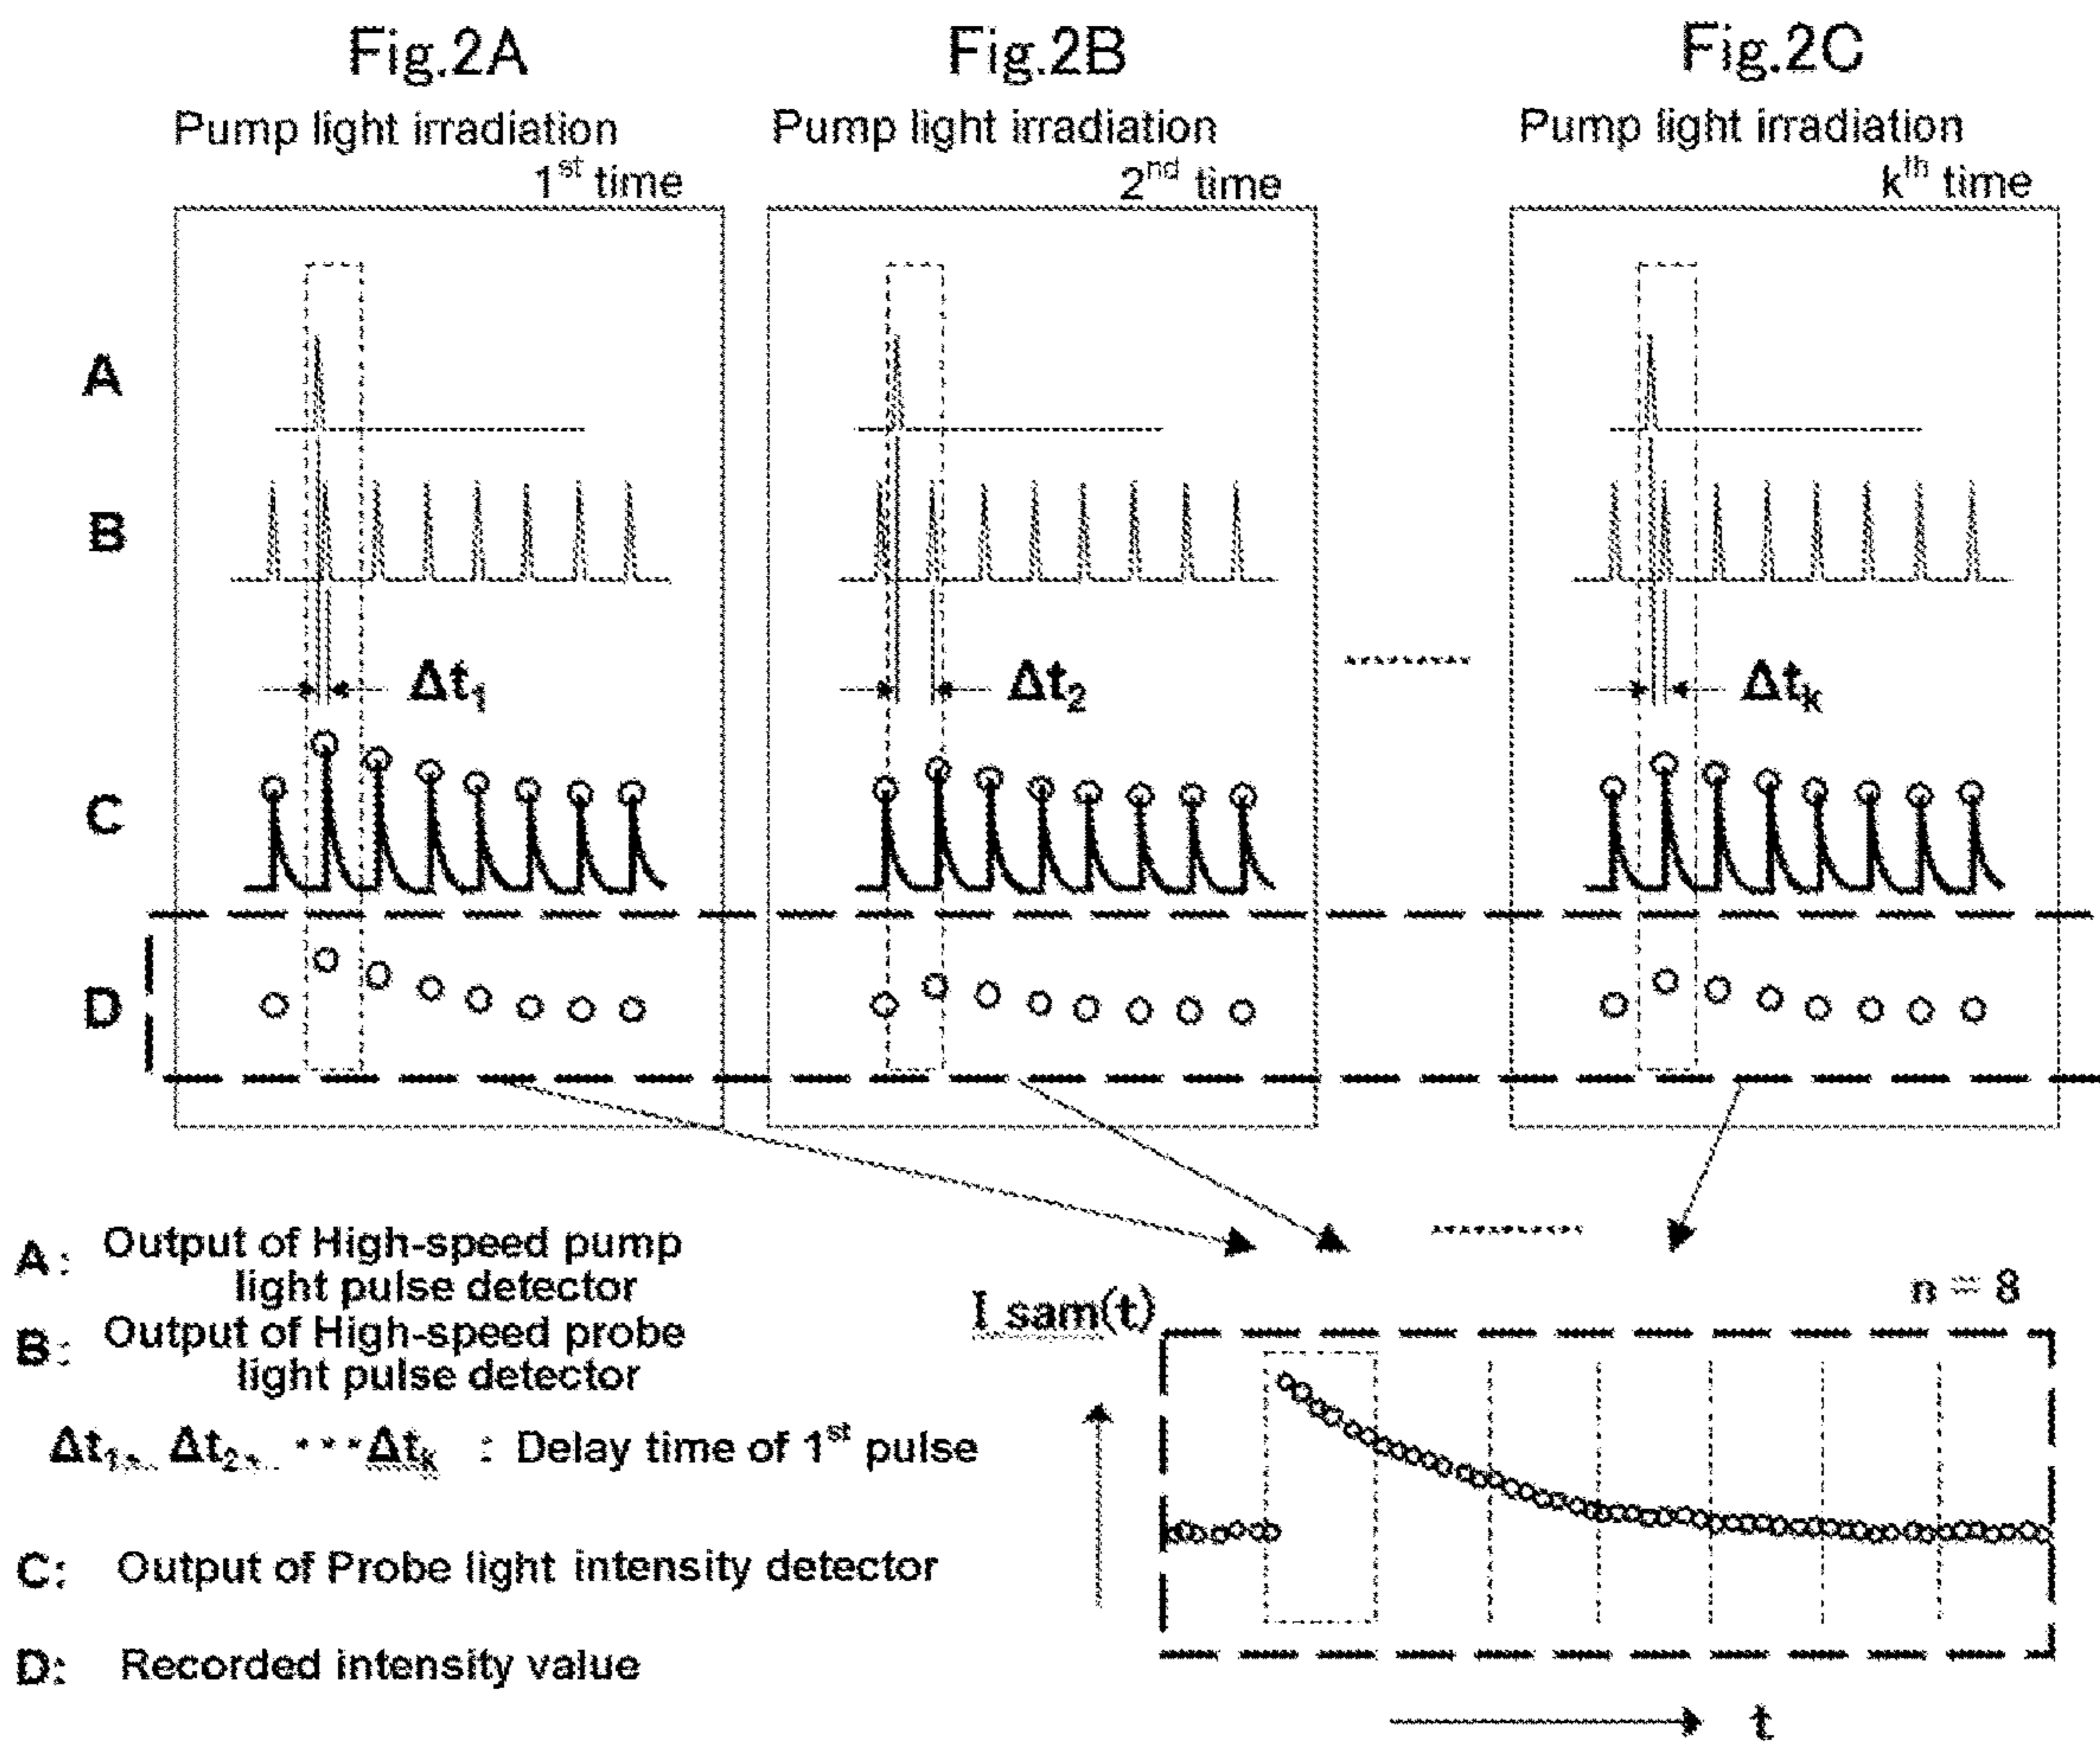 Fig.2A
Pump light irradiation
1st time
Fig.2B
Pump light irradiation
2nd time
Fig.2C
Pump light irradiation
kth time
A
B
Δt1
Δt2
Δtk
C
D
A: Output of High-speed pump
light pulse detector
B: Output of High-speed probe
light pulse detector
Δt1、 Δt2、 ･･･Δtk : Delay time of 1st pulse
C: Output of Probe light intensity detector
D: Recorded intensity value
I sam(t)
n = 8
t